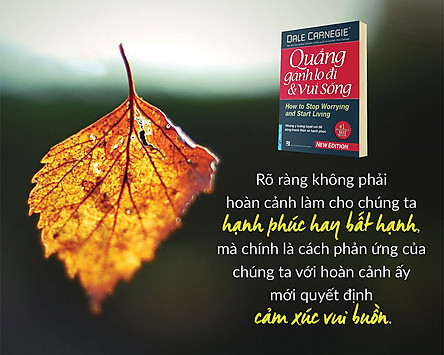 DALE CARNEGIE
Quẳng
gánh lo đi
& vui sống
How to Stop Worrying
and Start Living
NEW EDITION
Rõ ràng không phải
hoàn cảnh làm cho chúng ta
hạnh phúc hay bất hạnh,
mà chính là cách phản ứng của
chúng ta với hoàn cảnh ấy
mới quyết định
cảm xúc vui buồn.